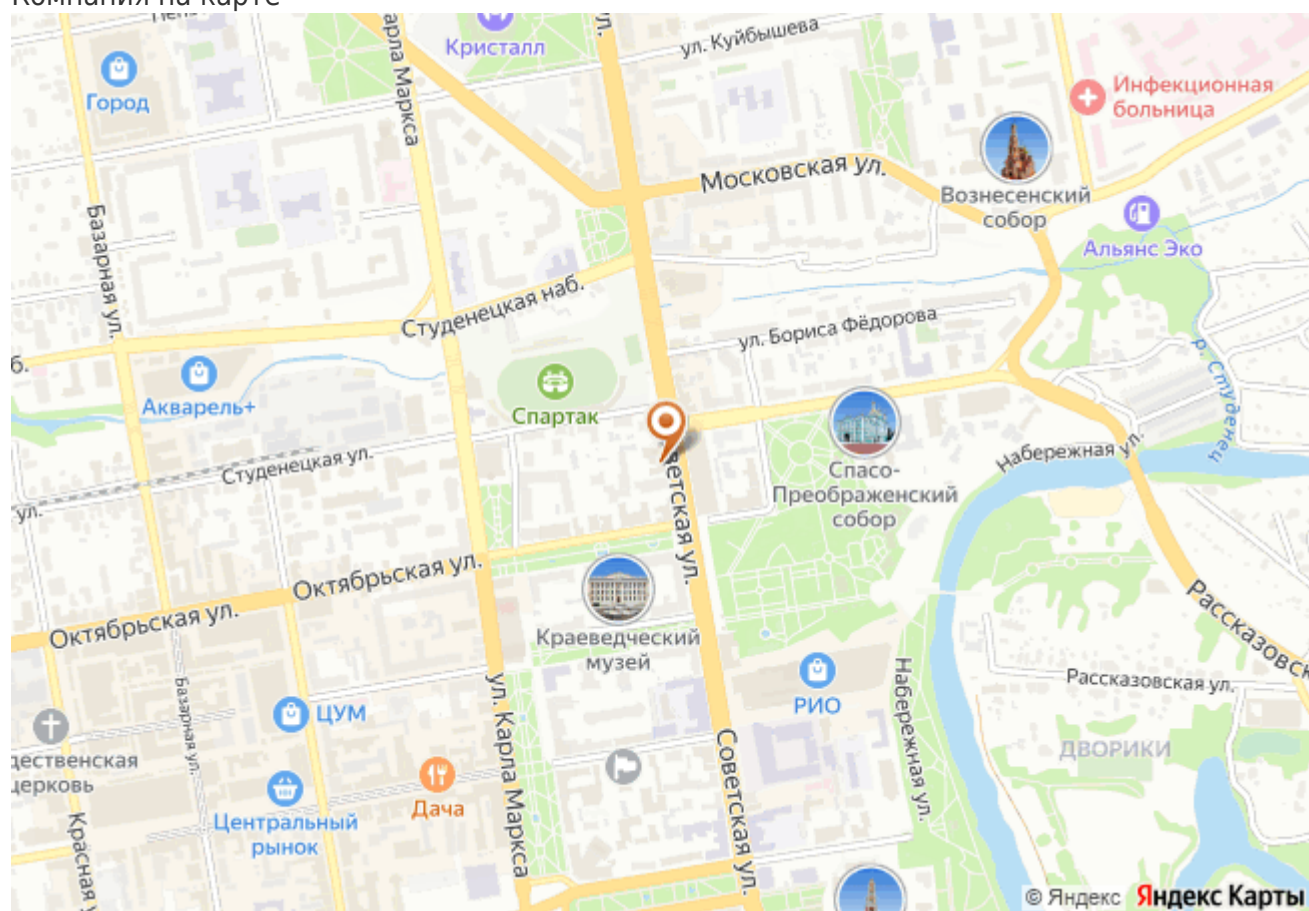 Компания на карте
Кристалл
ул. Куйбышева
ул.
Карла Маркса
Город
Инфекционная
больница
Московская ул.
Вознесенский
собор
Базарная ул.
Альянс Эко
Студенецкая наб.
ул. Бориса Фёдорова
р. Студенец
Акварель+
Спартак
Студенецкая ул.
Спасо-
Преображенский
собор
Набережная ул.
ул.
Октябрьская ул.
Октябрьская ул.
Краеведческий
музей
Рассказовск
Рассказовская ул.
Базарная ул.
ЦУМ
ул. Карла Маркса
РИО
Набережная ул.
ДВОРИКИ
дественская
церковь
Дача
Советская ул.
Центральный
рынок
Красная
© Яндекс Яндекс Карты